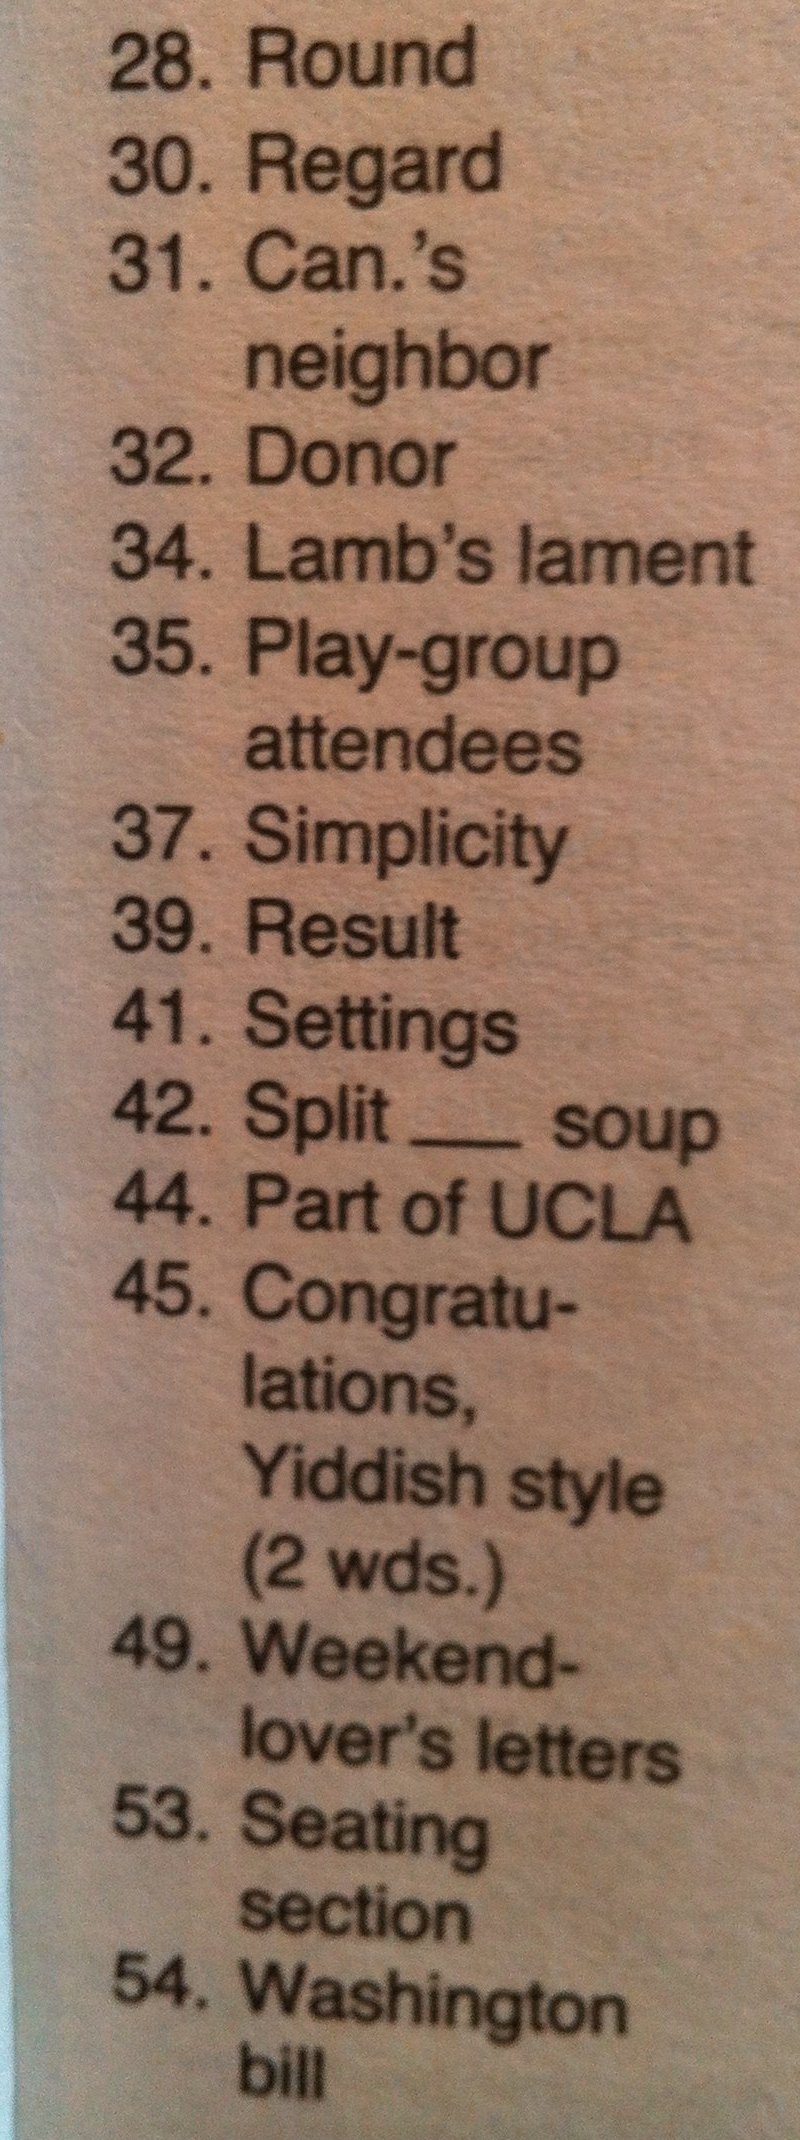 28. Round
30. Regard
31. Can.'s
neighbor
32. Donor
34. Lamb's lament
35. Play-group
attendees
37. Simplicity
39. Result
41. Settings
42. Split ___ soup
44. Part of UCLA
45. Congratu-
lations,
Yiddish style
(2 wds.)
49. Weekend-
lover's letters
53. Seating
section
54. Washington
bill